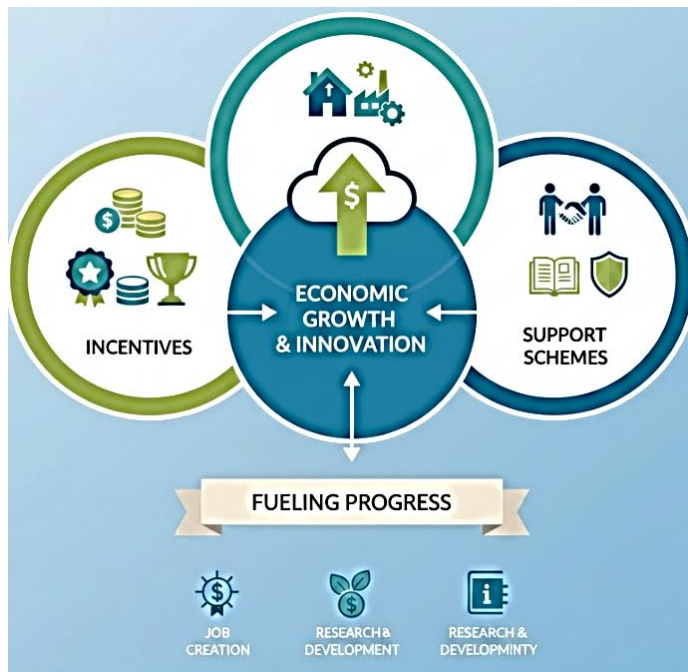 $
$
ECONOMIC
GROWTH
& INNOVATION
INCENTIVES
SUPPORT
SCHEMES
FUELING PROGRESS
$
$
i
JOB
CREATION
RESEARCH &
DEVELOPMENT
RESEARCH &
DEVELOPMINTY